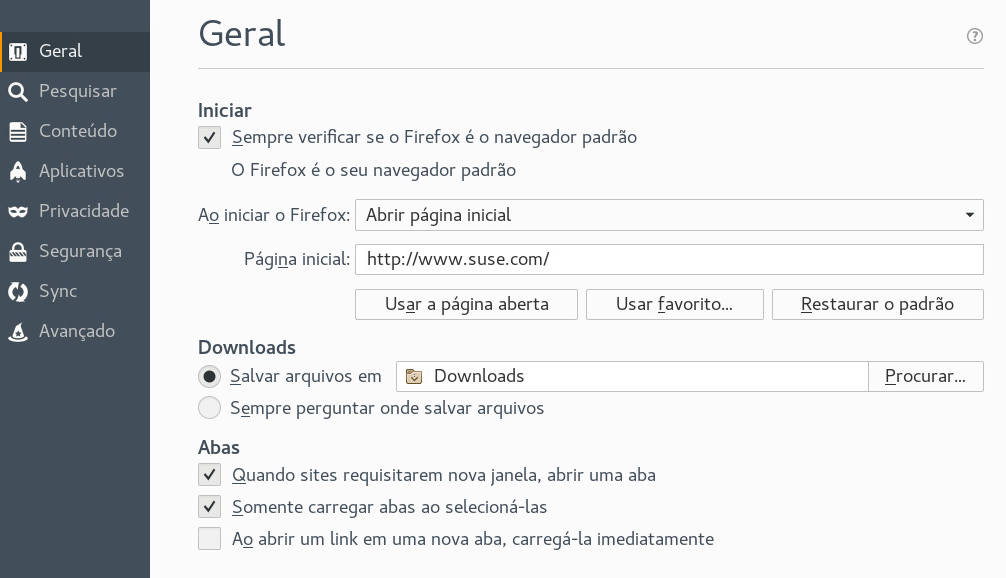 Geral
Pesquisar
Conteúdo
Aplicativos
Privacidade
Segurança
Sync
Avançado
Geral
?
Iniciar
Sempre verificar se o Firefox é o navegador padrão
O Firefox é o seu navegador padrão
Ao iniciar o Firefox: Abrir página inicial
Página inicial: http://www.suse.com/
Usar a página aberta Usar favorito... Restaurar o padrão
Downloads
Salvar arquivos em Downloads Procurar...
Sempre perguntar onde salvar arquivos
Abas
Quando sites requisitarem nova janela, abrir uma aba
Somente carregar abas ao selecioná-las
Ao abrir um link em uma nova aba, carregá-la imediatamente